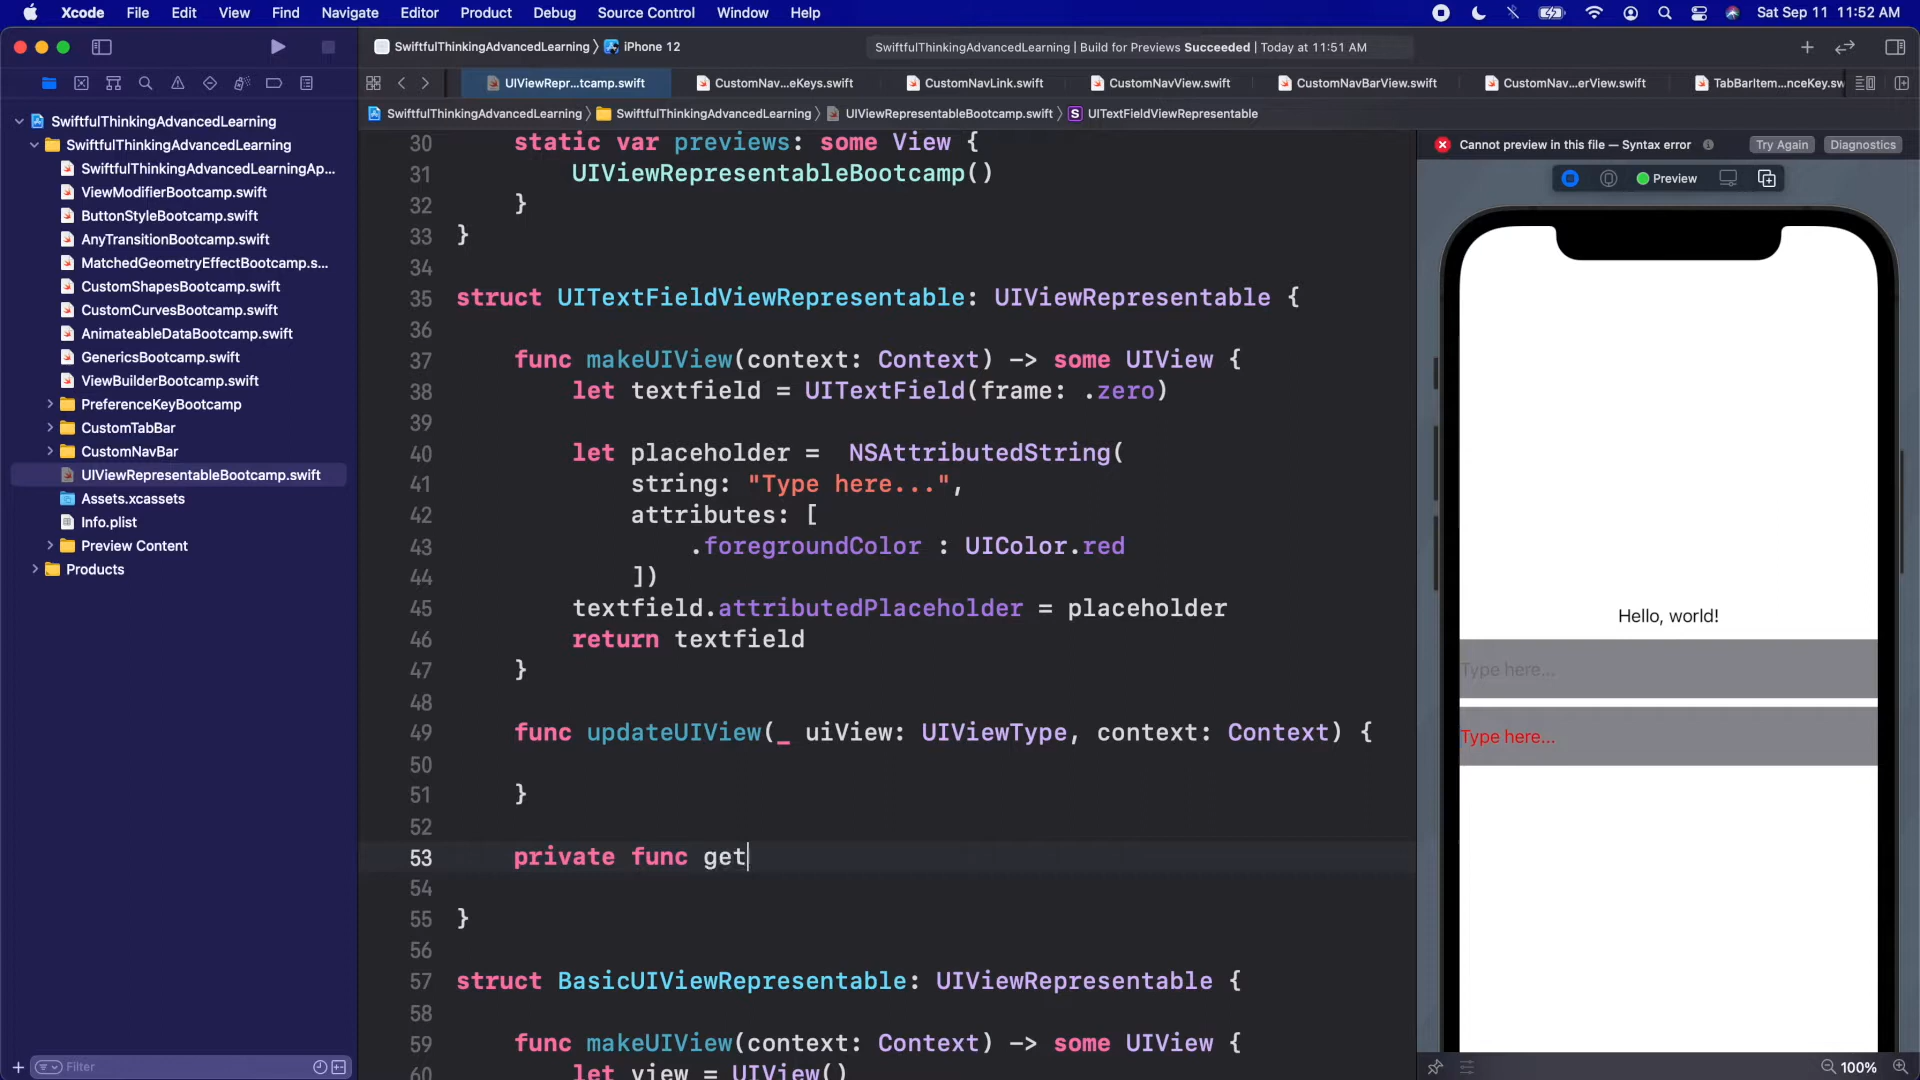 Xcode File Edit View Find Navigate Editor Product Debug Source Control Window Help Sat Sep 11 11:52 AM
SwiftfulThinkingAdvancedLearning 〉 iPhone 12 SwiftfulThinkingAdvancedLearning | Build for Previews Succeeded | Today at 11:51 AM
UIViewRepr...tcamp.swift CustomNav...eKeys.swift CustomNavLink.swift CustomNavView.swift CustomNavBarView.swift CustomNav...erView.swift TabBarItem...nceKey.sw
SwiftfulThinkingAdvancedLearning 〉 SwiftfulThinkingAdvancedLearning 〉 UIViewRepresentableBootcamp.swift 〉 S UITextFieldViewRepresentable
SwiftfulThinkingAdvancedLearning
SwiftfulThinkingAdvancedLearning
SwiftfulThinkingAdvancedLearningAp...
ViewModifierBootcamp.swift
ButtonStyleBootcamp.swift
AnyTransitionBootcamp.swift
MatchedGeometryEffectBootcamp.s...
CustomShapesBootcamp.swift
CustomCurvesBootcamp.swift
AnimateableDataBootcamp.swift
GenericsBootcamp.swift
ViewBuilderBootcamp.swift
PreferenceKeyBootcamp
CustomTabBar
CustomNavBar
UIViewRepresentableBootcamp.swift
Assets.xcassets
Info.plist
Preview Content
Products
Filter
30 static var previews: some View {
31 UIViewRepresentableBootcamp()
32 }
33 }
34
35 struct UITextFieldViewRepresentable: UIViewRepresentable {
36
37 func makeUIView(context: Context) -> some UIView {
38 let textfield = UITextField(frame: .zero)
39
40 let placeholder =  NSAttributedString(
41 string: "Type here...",
42 attributes: [
43 .foregroundColor : UIColor.red
44 ])
45 textfield.attributedPlaceholder = placeholder
46 return textfield
47 }
48
49 func updateUIView(_ uiView: UIViewType, context: Context) {
50
51 }
52
53 private func get
54
55 }
56
57 struct BasicUIViewRepresentable: UIViewRepresentable {
58
59 func makeUIView(context: Context) -> some UIView {
60 let view = UIView()
Cannot preview in this file — Syntax error Try Again Diagnostics
Preview
Hello, world!
Type here...
Type here...
100%